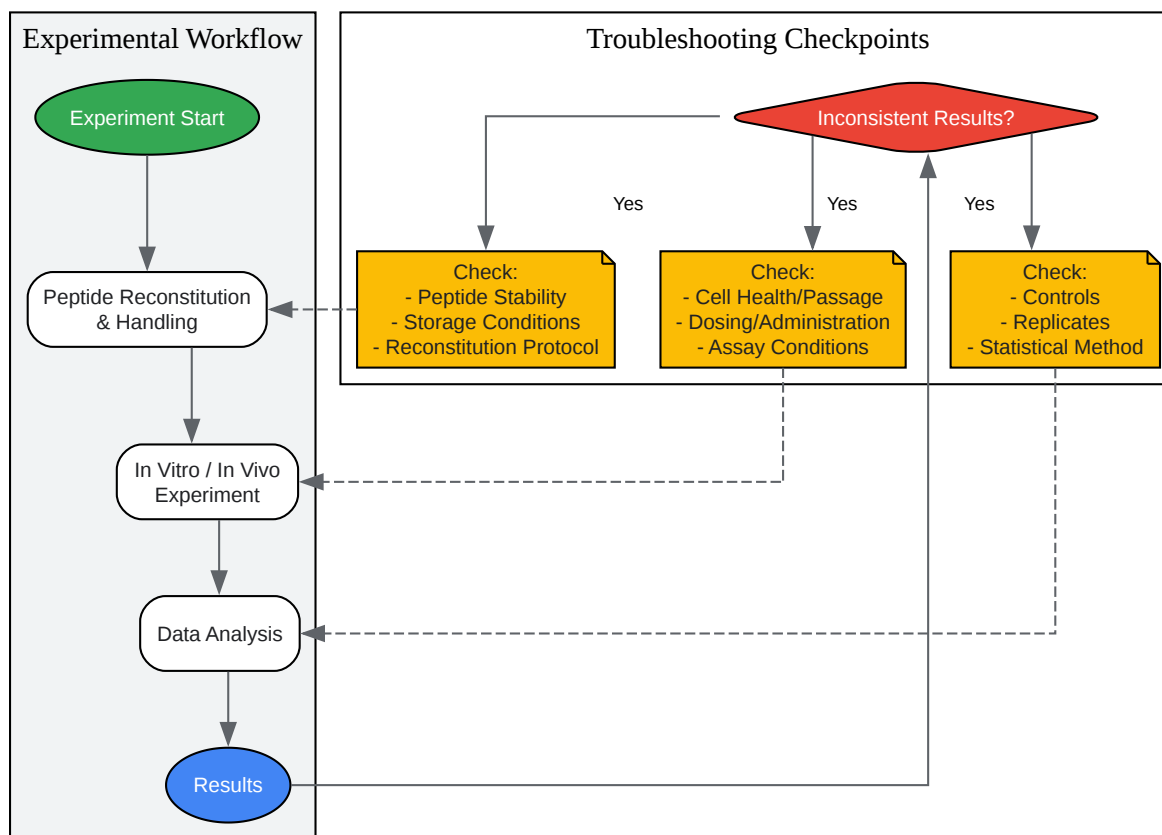 Experimental Workflow
Experiment Start
Peptide Reconstitution
& Handling
In Vitro / In Vivo
Experiment
Data Analysis
Results
Troubleshooting Checkpoints
Inconsistent Results?
Yes
Yes
Yes
Check:
- Peptide Stability
- Storage Conditions
- Reconstitution Protocol
Check:
- Cell Health/Passage
- Dosing/Administration
- Assay Conditions
Check:
- Controls
- Replicates
- Statistical Method